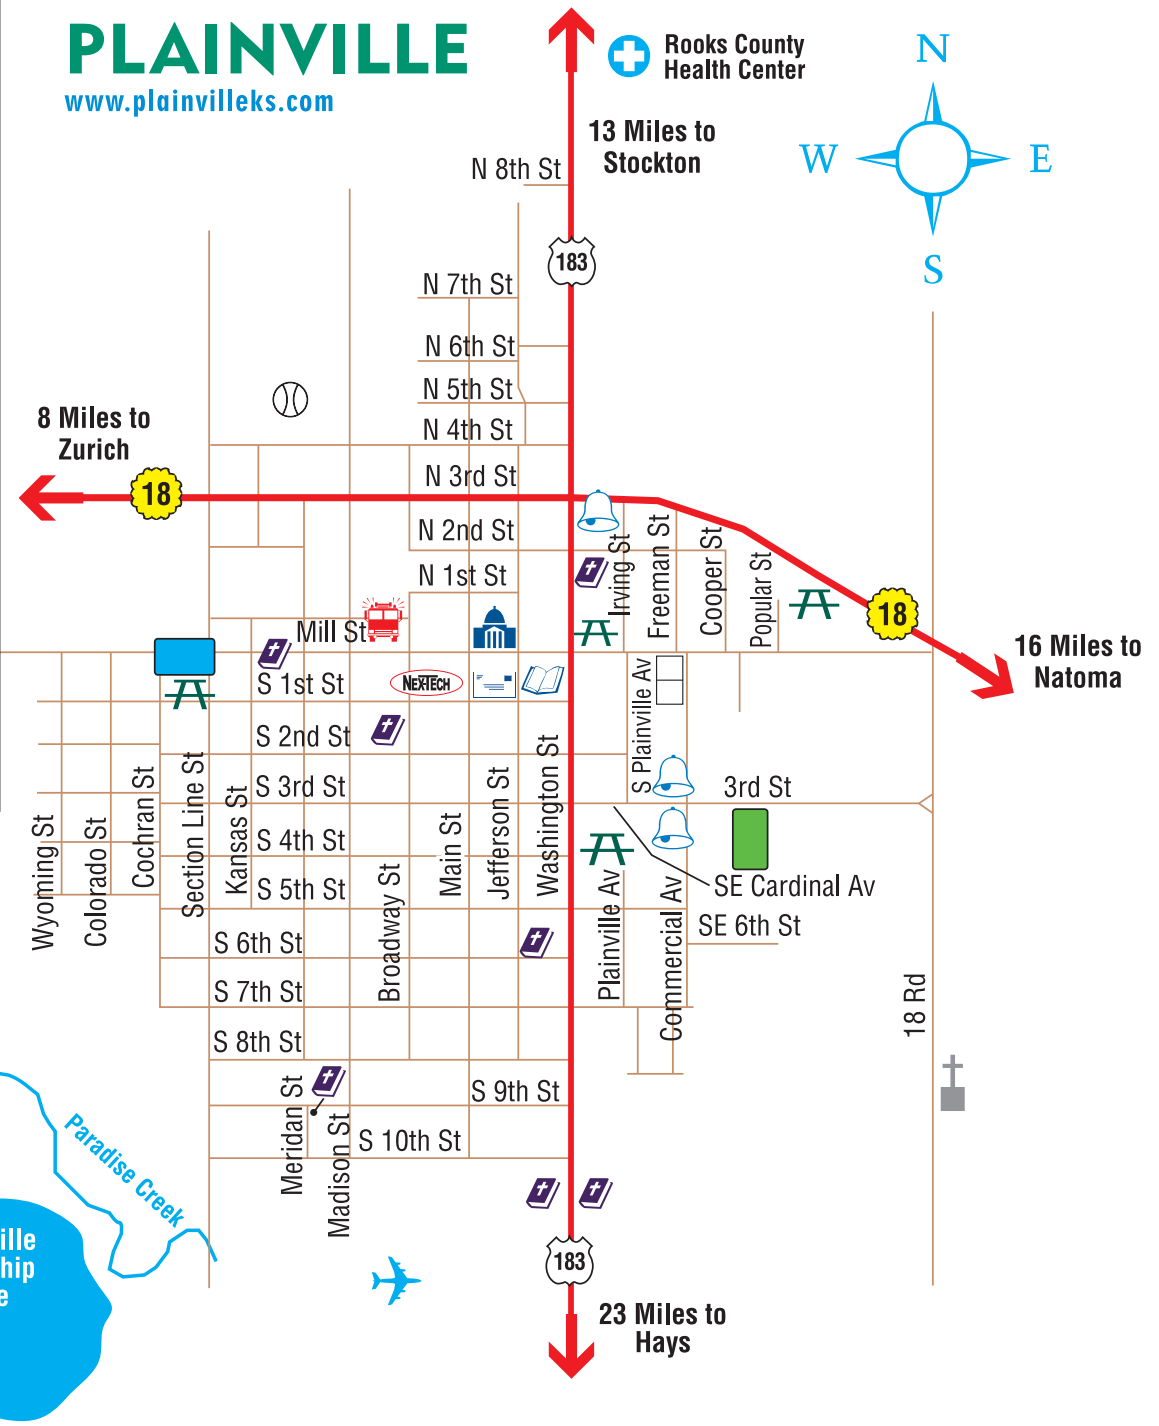 PLAINVILLE
www.plainvilleks.com
Rooks County
Health Center
N
W
E
S
13 Miles to
Stockton
N 8th St
183
N 7th St
N 6th St
N 5th St
N 4th St
8 Miles to
Zurich
N 3rd St
18
N 2nd St
N 1st St
Irving St
Freeman St
Cooper St
Popular St
18
16 Miles to
Natoma
Mill St
S 1st St
NEX-TECH
S Plainville Av
S 2nd St
S 3rd St
3rd St
S 4th St
S 5th St
Wyoming St
Colorado St
Cochran St
Section Line St
Kansas St
Broadway St
Main St
Jefferson St
Washington St
Plainville Av
Commercial Av
SE Cardinal Av
SE 6th St
S 6th St
S 7th St
18 Rd
S 8th St
S 9th St
Meridan St
Madison St
S 10th St
Paradise Creek
ille
hip
e
183
23 Miles to
Hays